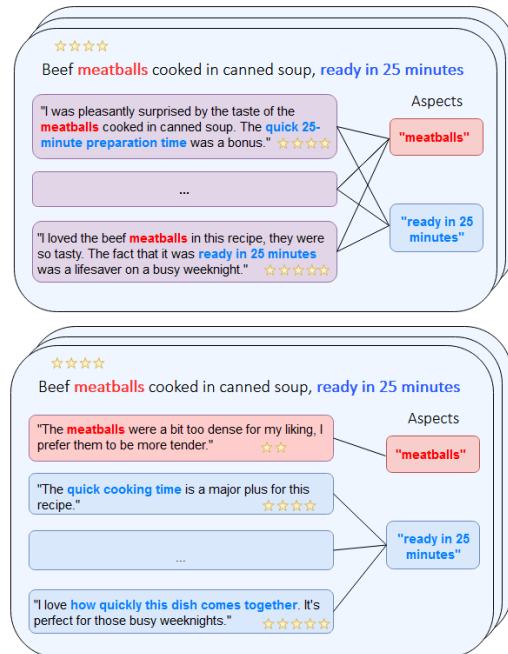 Beef meatballs cooked in canned soup, ready in 25 minutes
Aspects
"I was pleasantly surprised by the taste of the
meatballs cooked in canned soup. The quick 25-
minute preparation time was a bonus."
"meatballs"
...
"ready in 25
minutes"
"I loved the beef meatballs in this recipe, they were
so tasty. The fact that it was ready in 25 minutes
was a lifesaver on a busy weeknight."
Beef meatballs cooked in canned soup, ready in 25 minutes
Aspects
"The meatballs were a bit too dense for my liking, I
prefer them to be more tender."
"meatballs"
"The quick cooking time is a major plus for this
recipe."
"ready in 25
minutes"
...
"I love how quickly this dish comes together. It's
perfect for those busy weeknights."